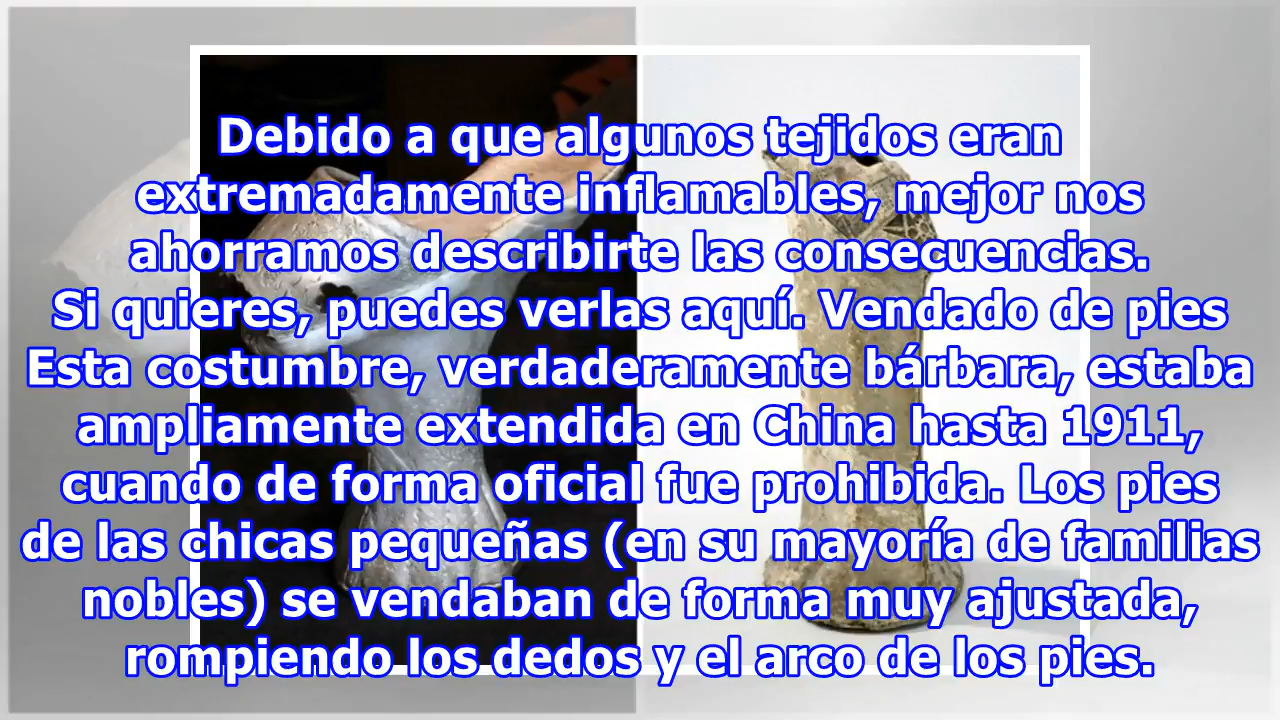 Debido a que algunos tejidos eran
extremadamente inflamables, mejor nos
ahorramos describirte las consecuencias.
Si quieres, puedes verlas aquí. Vendado de pies
Esta costumbre, verdaderamente bárbara, estaba
ampliamente extendida en China hasta 1911,
cuando de forma oficial fue prohibida. Los pies
de las chicas pequeñas (en su mayoría de familias
nobles) se vendaban de forma muy ajustada,
rompiendo los dedos y el arco de los pies.